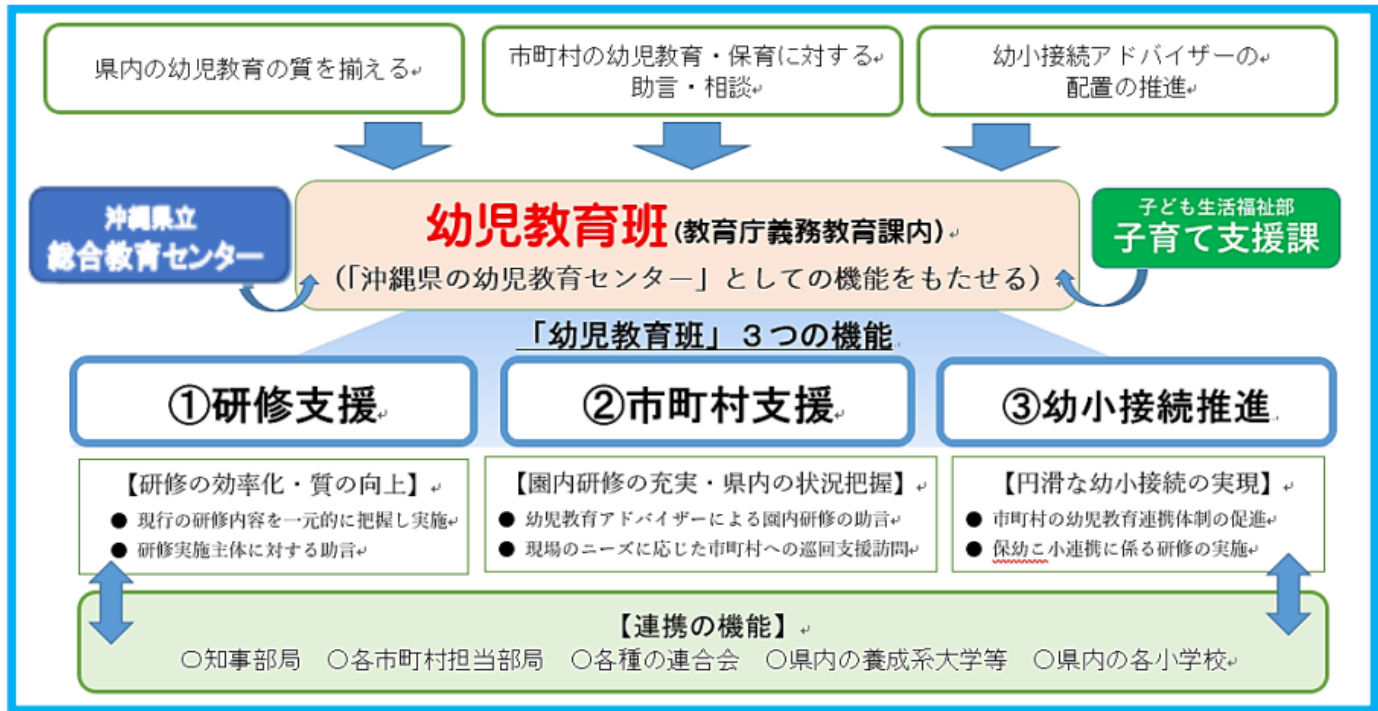 県内の幼児教育の質を揃える
市町村の幼児教育・保育に対する
助言・相談
幼小接続アドバイザーの
配置の推進
沖縄県立
総合教育センター
幼児教育班(教育庁義務教育課内)
(「沖縄県の幼児教育センター」としての機能をもたせる)
子ども生活福祉部
子育て支援課
「幼児教育班」3つの機能
①研修支援
②市町村支援
③幼小接続推進
【研修の効率化・質の向上】
● 現行の研修内容を一元的に把握し実施
● 研修実施主体に対する助言
【園内研修の充実・県内の状況把握】
● 幼児教育アドバイザーによる園内研修の助言
● 現場のニーズに応じた市町村への巡回支援訪問
【円滑な幼小接続の実現】
● 市町村の幼児教育連携体制の促進
● 保幼こ小連携に係る研修の実施
【連携の機能】
○知事部局 ○各市町村担当部局 ○各種の連合会 ○県内の養成系大学等 ○県内の各小学校